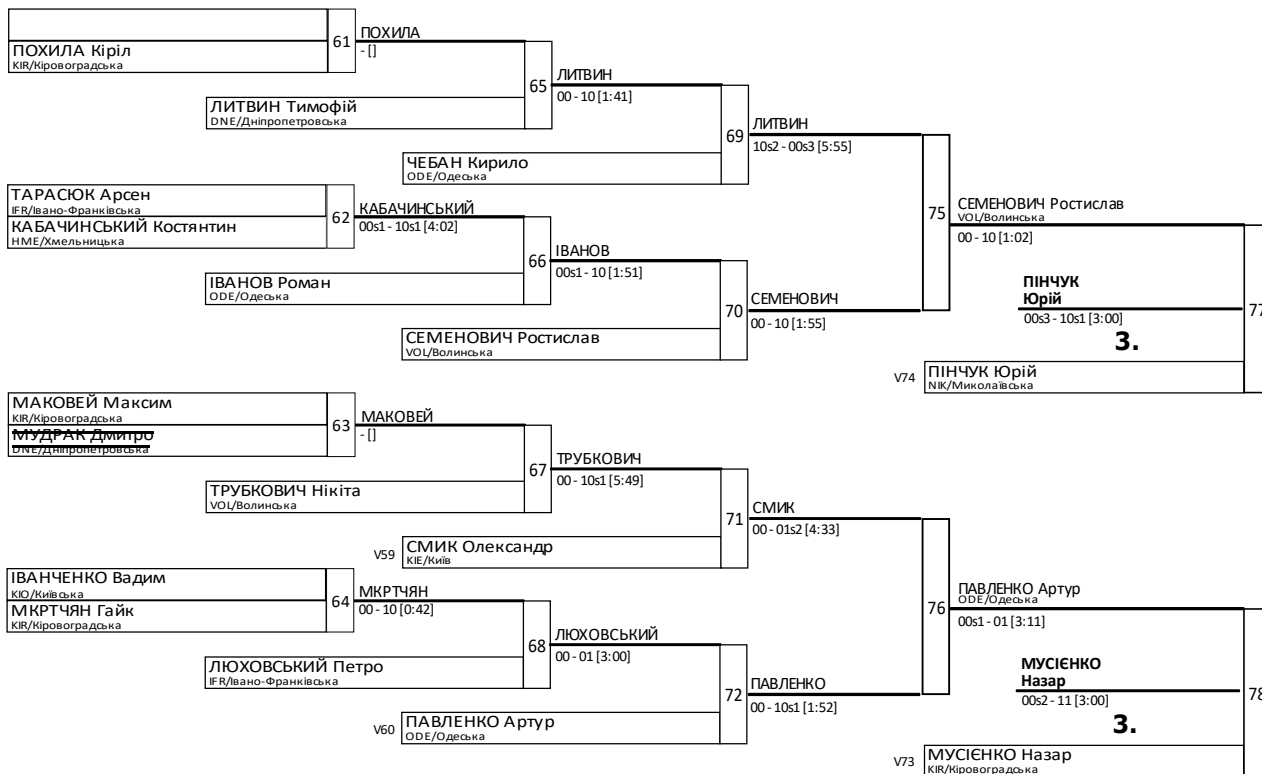 61
ПОХИЛА
ПОХИЛА Кіріл
KIR/Кіровоградська
- []
65
ЛИТВИН
00 - 10 [1:41]
ЛИТВИН Тимофій
DNE/Дніпропетровська
69
ЛИТВИН
10s2 - 00s3 [5:55]
ЧЕБАН Кирило
ODE/Одеська
ТАРАСЮК Арсен
IFR/Івано-Франківська
62
КАБАЧИНСЬКИЙ
00s1 - 10s1 [4:02]
КАБАЧИНСЬКИЙ Костянтин
HME/Хмельницька
75
СЕМЕНОВИЧ Ростислав
VOL/Волинська
00 - 10 [1:02]
66
ІВАНОВ
00s1 - 10 [1:51]
ІВАНОВ Роман
ODE/Одеська
70
СЕМЕНОВИЧ
00 - 10 [1:55]
СЕМЕНОВИЧ Ростислав
VOL/Волинська
ПІНЧУК
Юрій
00s3 - 10s1 [3:00]
3.
77
V74
ПІНЧУК Юрій
NIK/Миколаївська
МАКОВЕЙ Максим
KIR/Кіровоградська
63
МАКОВЕЙ
- []
МУДРАК Дмитро
DNE/Дніпропетровська
67
ТРУБКОВИЧ
00 - 10s1 [5:49]
ТРУБКОВИЧ Нікіта
VOL/Волинська
71
СМИК
00 - 01s2 [4:33]
V59
СМИК Олександр
KIE/Київ
ІВАНЧЕНКО Вадим
KIO/Київська
64
МКРТЧЯН
00 - 10 [0:42]
МКРТЧЯН Гайк
KIR/Кіровоградська
76
ПАВЛЕНКО Артур
ODE/Одеська
00s1 - 01 [3:11]
68
ЛЮХОВСЬКИЙ
00 - 01 [3:00]
ЛЮХОВСЬКИЙ Петро
IFR/Івано-Франківська
72
ПАВЛЕНКО
00 - 10s1 [1:52]
V60
ПАВЛЕНКО Артур
ODE/Одеська
МУСІЄНКО
Назар
00s2 - 11 [3:00]
3.
78
V73
МУСІЄНКО Назар
KIR/Кіровоградська